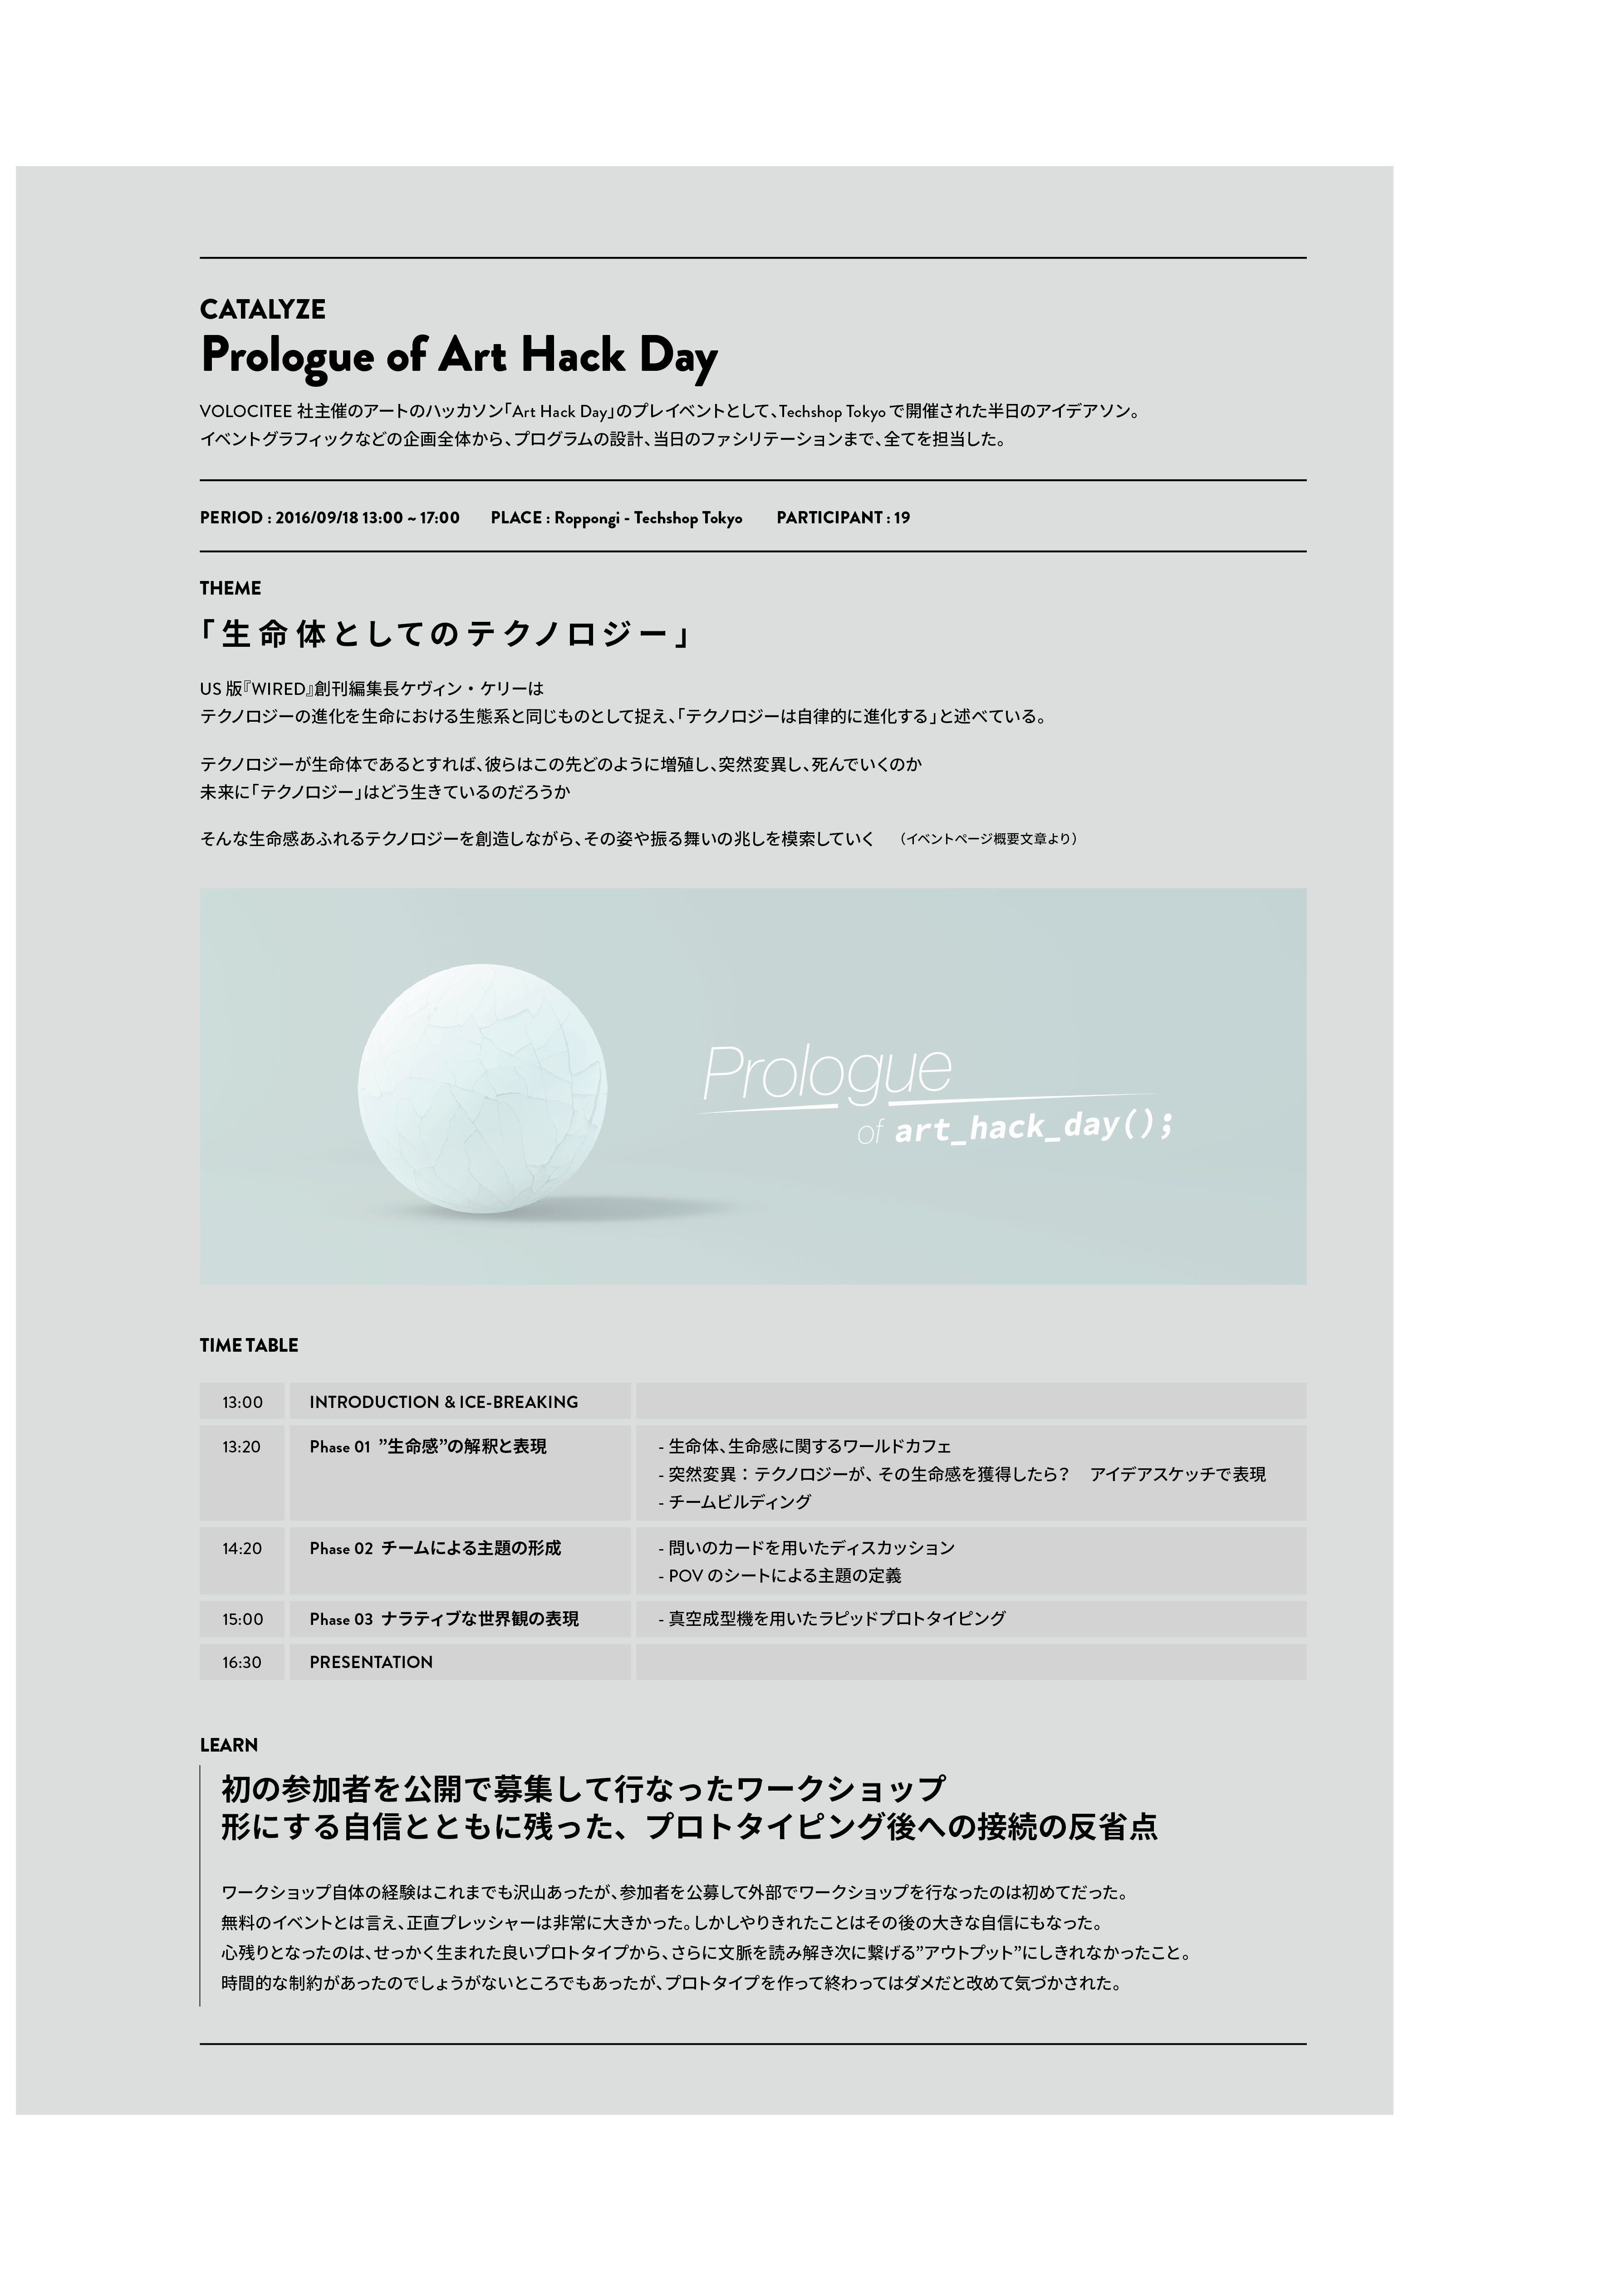 CATALYZE
Prologue of Art Hack Day
VOLOCITEE 社主催のアートのハッカソン「Art Hack Day」のプレイベントとして、Techshop Tokyo で開催された半日のアイデアソン。
イベントグラフィックなどの企画全体から、プログラムの設計、当日のファシリテーションまで、全てを担当した。
PERIOD : 2016/09/18 13:00 ~ 17:00 PLACE : Roppongi - Techshop Tokyo PARTICIPANT : 19
THEME
「生命体としてのテクノロジー」
US 版『WIRED』創刊編集長ケヴィン・ケリーは
テクノロジーの進化を生命における生態系と同じものとして捉え、「テクノロジーは自律的に進化する」と述べている。
テクノロジーが生命体であるとすれば、彼らはこの先どのように増殖し、突然変異し、死んでいくのか
未来に「テクノロジー」はどう生きているのだろうか
そんな生命感あふれるテクノロジーを創造しながら、その姿や振る舞いの兆しを模索していく （イベントページ概要文章より）
Prologue
of art_hack_day();
TIME TABLE
13:00 INTRODUCTION & ICE-BREAKING
13:20 Phase 01 ”生命感”の解釈と表現 - 生命体、生命感に関するワールドカフェ
- 突然変異：テクノロジーが、その生命感を獲得したら？ アイデアスケッチで表現
- チームビルディング
14:20 Phase 02 チームによる主題の形成 - 問いのカードを用いたディスカッション
- POV のシートによる主題の定義
15:00 Phase 03 ナラティブな世界観の表現 - 真空成型機を用いたラピッドプロトタイピング
16:30 PRESENTATION
LEARN
初の参加者を公開で募集して行なったワークショップ
形にする自信とともに残った、プロトタイピング後への接続の反省点
ワークショップ自体の経験はこれまでも沢山あったが、参加者を公募して外部でワークショップを行なったのは初めてだった。
無料のイベントとは言え、正直プレッシャーは非常に大きかった。しかしやりきれたことはその後の大きな自信にもなった。
心残りとなったのは、せっかく生まれた良いプロトタイプから、さらに文脈を読み解き次に繋げる”アウトプット”にしきれなかったこと。
時間的な制約があったのでしょうがないところでもあったが、プロトタイプを作って終わってはダメだと改めて気づかされた。